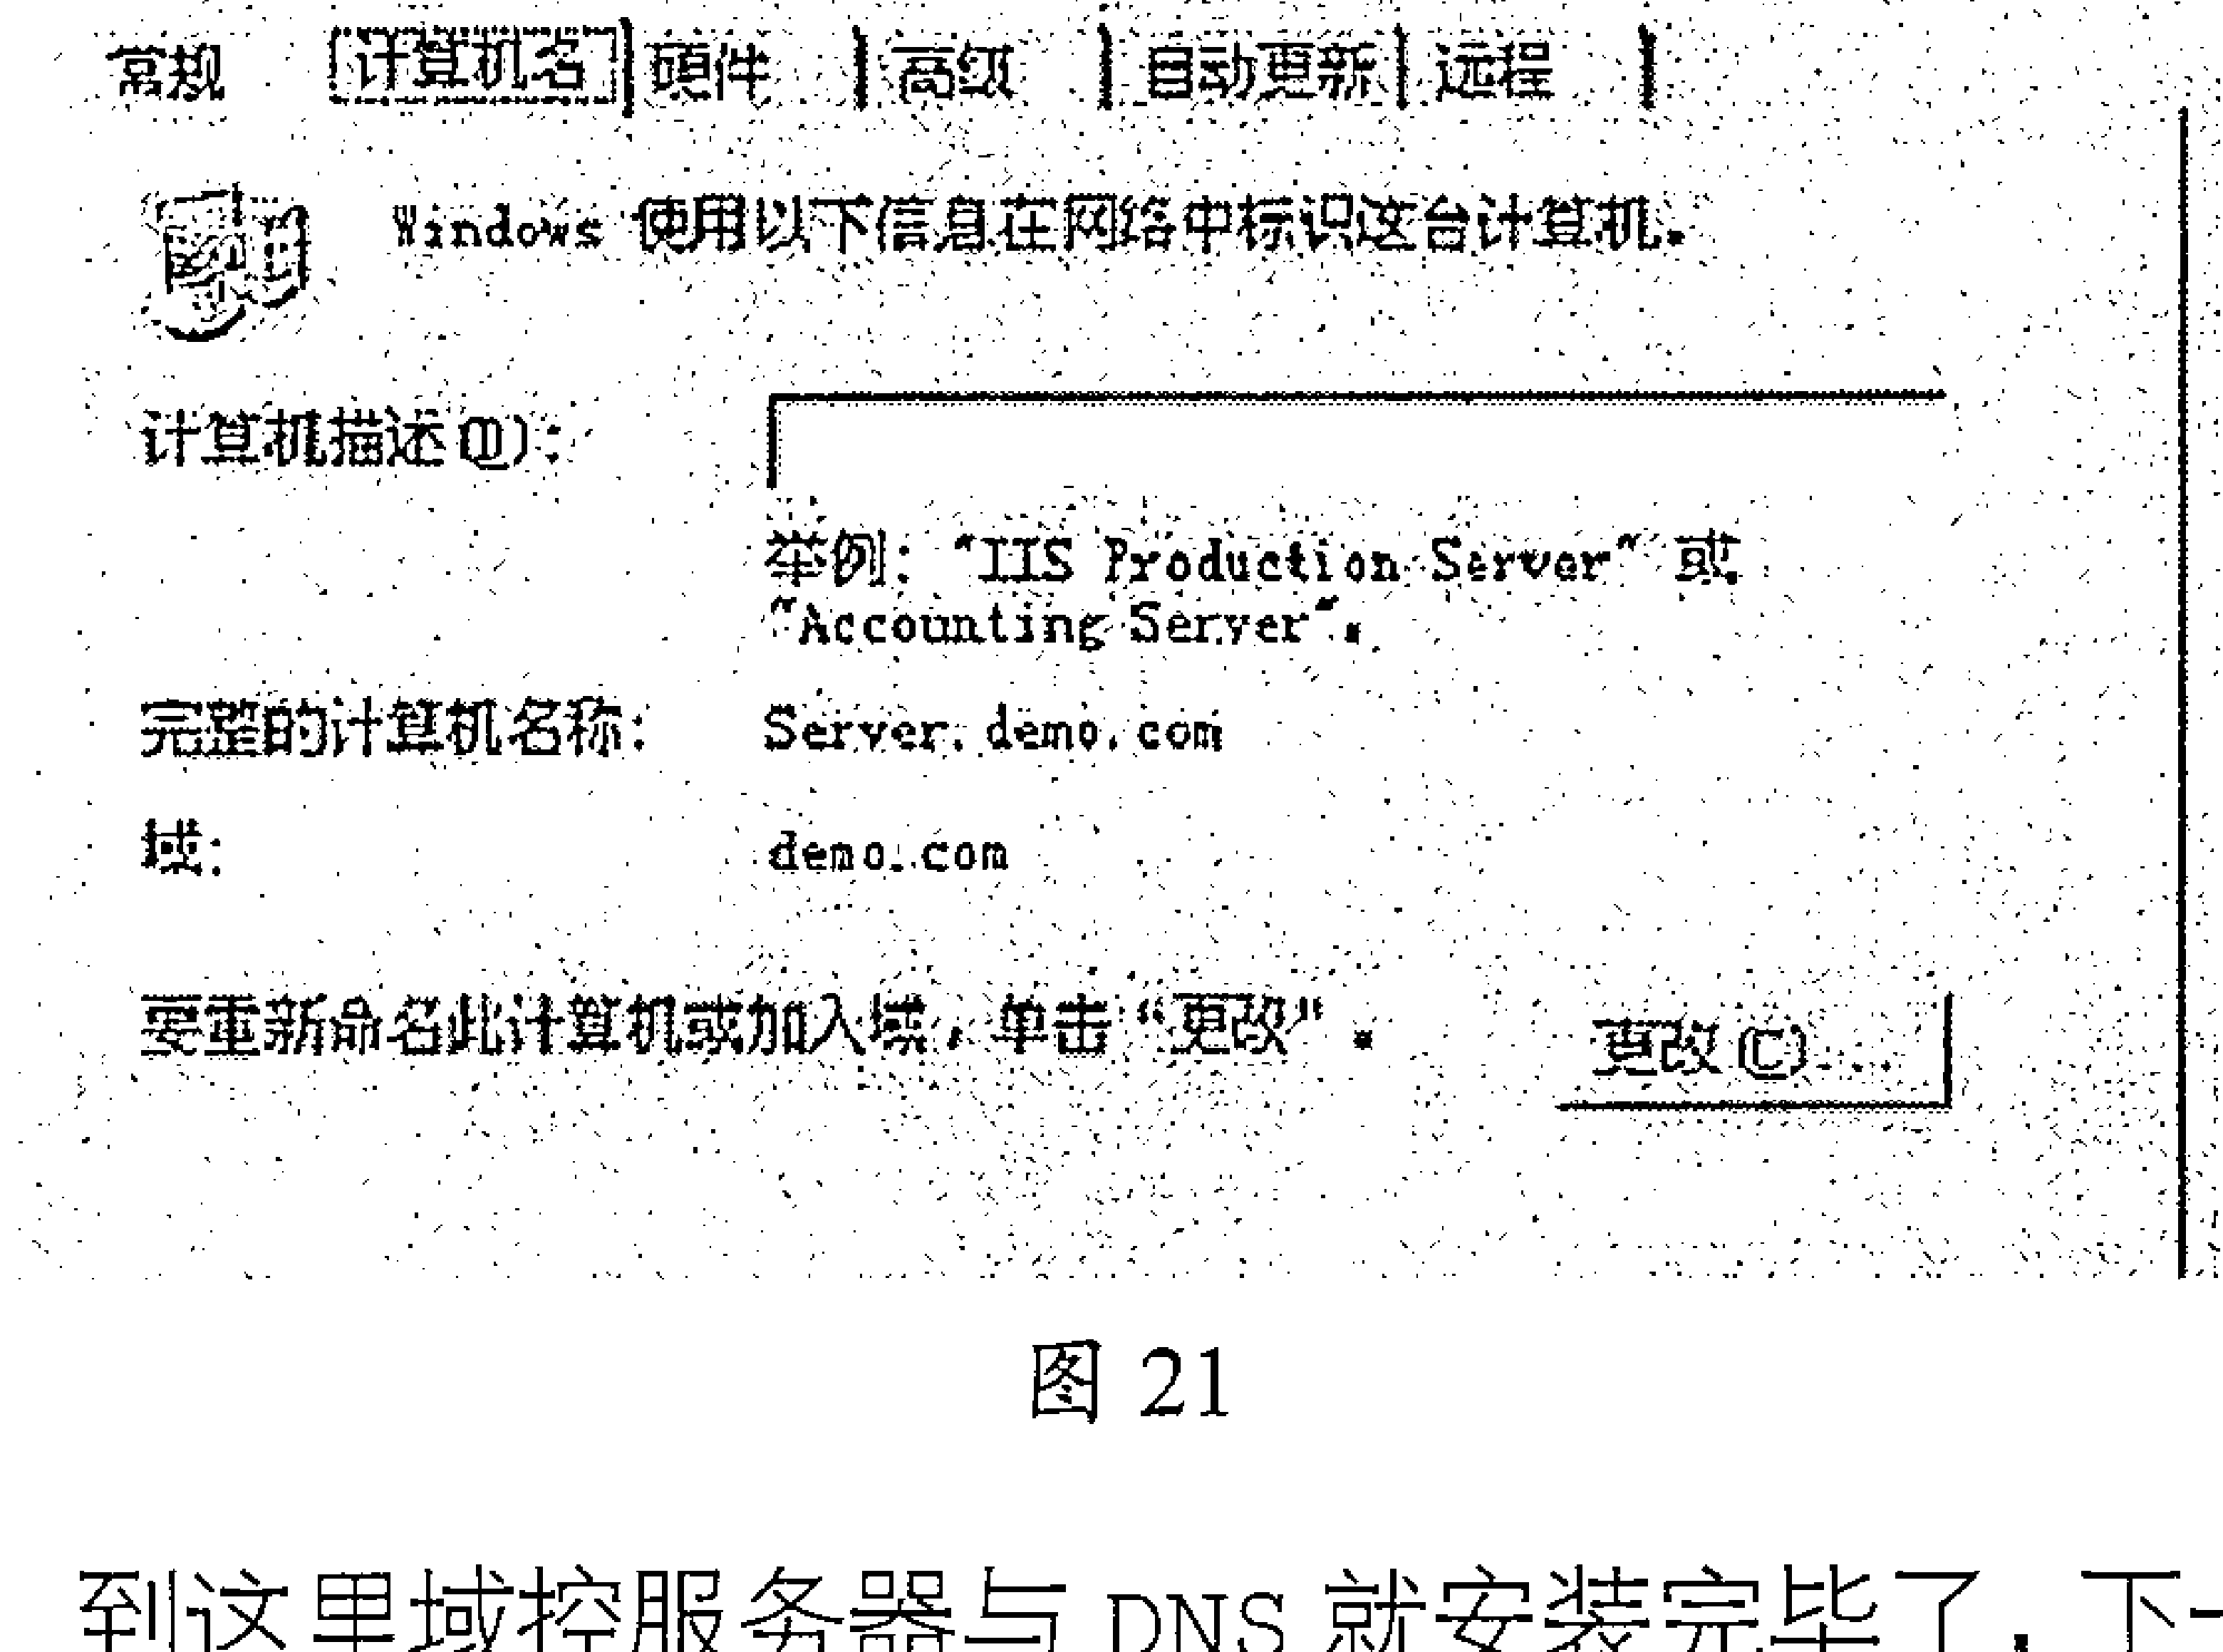 常规 计算机名 硬件 高级 自动更新 远程
Windows 使用以下信息在网络中标识这台计算机。
计算机描述(D):
举例: "IIS Production Server" 或
"Accounting Server"。
完整的计算机名称: Server.demo.com
域: demo.com
要重新命名此计算机或加入域，单击“更改”。 更改(C)...
图 21
到这里域控服务器与 DNS 就安装完毕了，下